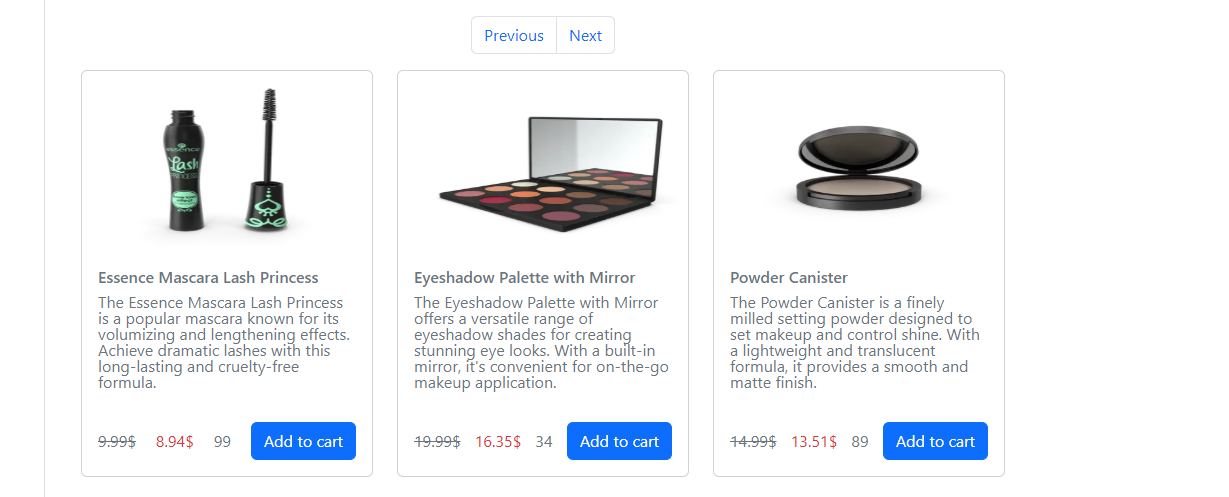 Previous Next
essence
Lash
PRINCESS
Essence Mascara Lash Princess
The Essence Mascara Lash Princess
is a popular mascara known for its
volumizing and lengthening effects.
Achieve dramatic lashes with this
long-lasting and cruelty-free
formula.
9.99$ 8.94$ 99 Add to cart
Eyeshadow Palette with Mirror
The Eyeshadow Palette with Mirror
offers a versatile range of
eyeshadow shades for creating
stunning eye looks. With a built-in
mirror, it's convenient for on-the-go
makeup application.
19.99$ 16.35$ 34 Add to cart
Powder Canister
The Powder Canister is a finely
milled setting powder designed to
set makeup and control shine. With
a lightweight and translucent
formula, it provides a smooth and
matte finish.
14.99$ 13.51$ 89 Add to cart